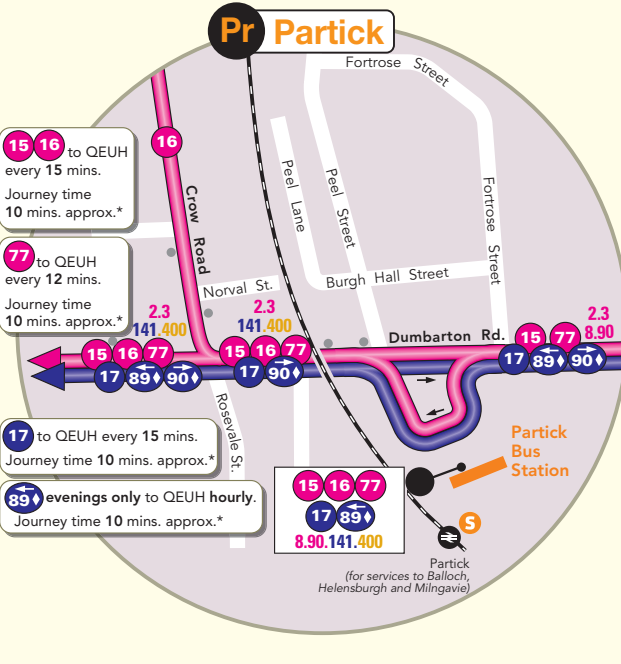 Pr Partick
Fortrose Street
16
15 16 to QEUH
every 15 mins.
Journey time
10 mins. approx.*
Crow Road
Peel Lane
Peel Street
Fortrose Street
77 to QEUH
every 12 mins.
Journey time
10 mins. approx.*
Norval St.
Burgh Hall Street
2.3
141.400
2.3
141.400
Dumbarton Rd.
2.3
8.90
15 16 77
15 16 77
15 77
17 89 90
17 90
17 89 90
Rosevale St.
17 to QEUH every 15 mins.
Journey time 10 mins. approx.*
89 evenings only to QEUH hourly.
Journey time 10 mins. approx.*
Partick
Bus
Station
15 16 77
17 89
8.90.141.400
S
Partick
(for services to Balloch,
Helensburgh and Milngavie)